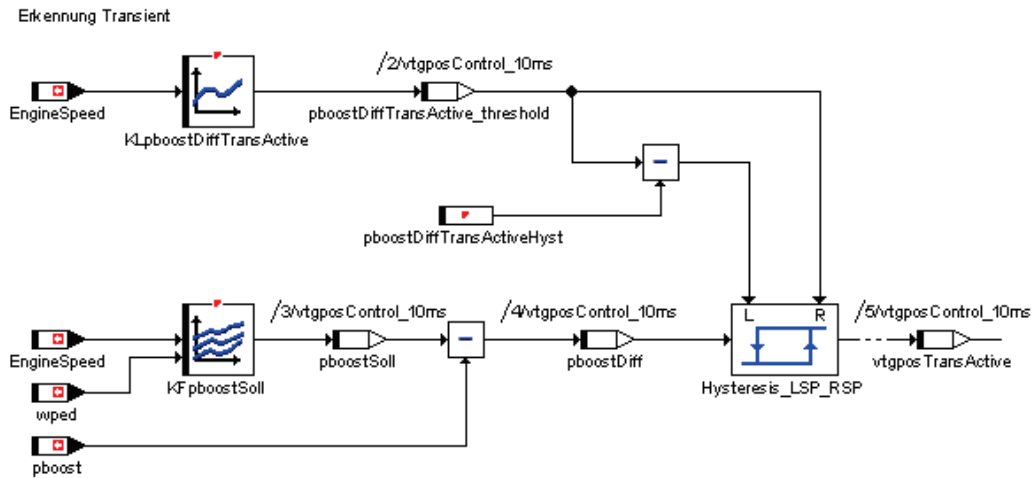 Erkennung Transient
/2/vtgposControl_10ms
EngineSpeed
pboostDiffTransActive_threshold
KLpboostDiffTransActive
pboostDiffTransActiveHyst
/3/vtgposControl_10ms
/4/vtgposControl_10ms
L
R
/5/vtgposControl_10ms
EngineSpeed
pboostSoll
pboostDiff
vtgposTransActive
KFpboostSoll
Hysteresis_LSP_RSP
wped
pboost